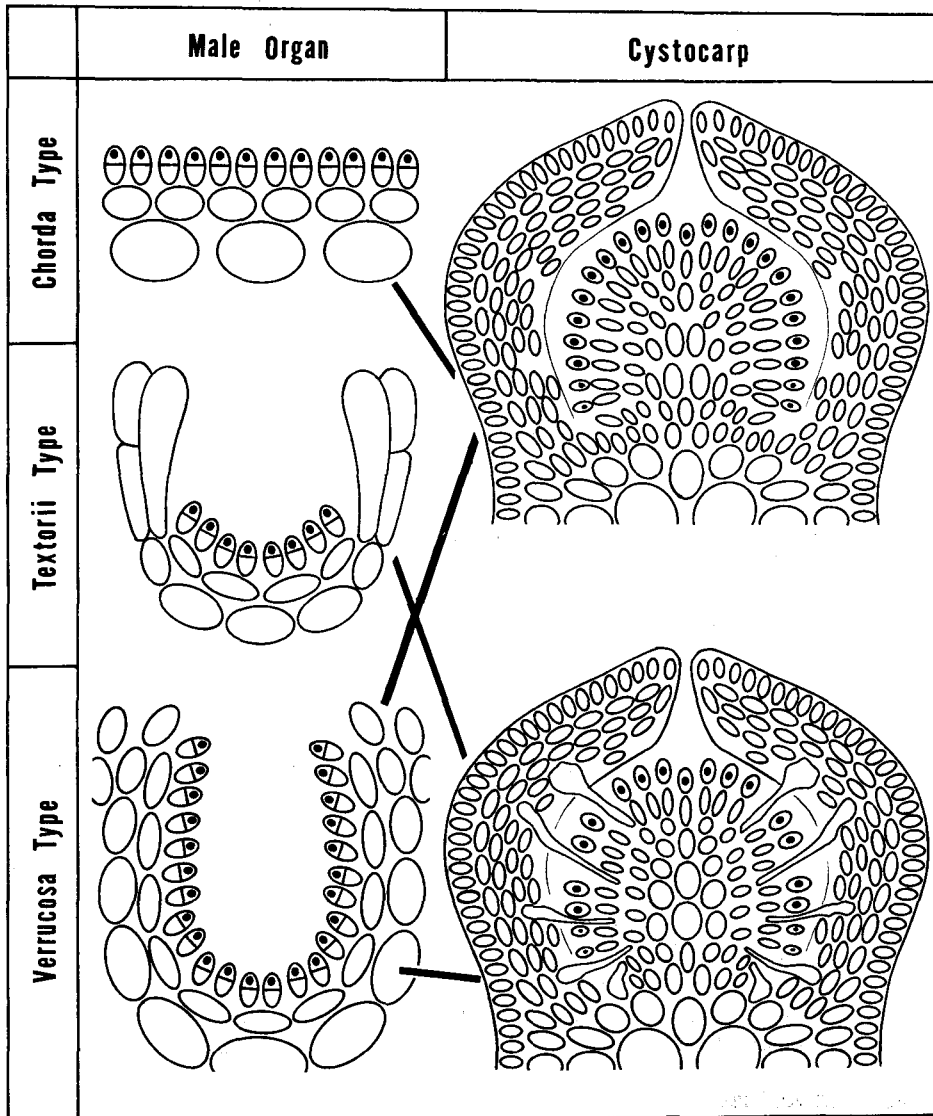 Male Organ
Cystocarp
Chorda Type
Textorii Type
Verrucosa Type